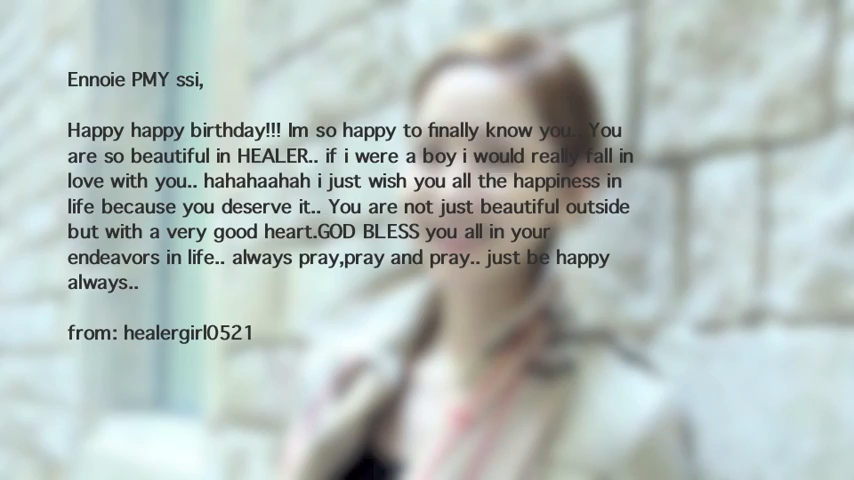 Ennoie PMY ssi,
Happy happy birthday!!! Im so happy to finally know you.. You
are so beautiful in HEALER.. if i were a boy i would really fall in
love with you.. hahahaahah i just wish you all the happiness in
life because you deserve it.. You are not just beautiful outside
but with a very good heart.GOD BLESS you all in your
endeavors in life.. always pray,pray and pray.. just be happy
always..
from: healergirl0521